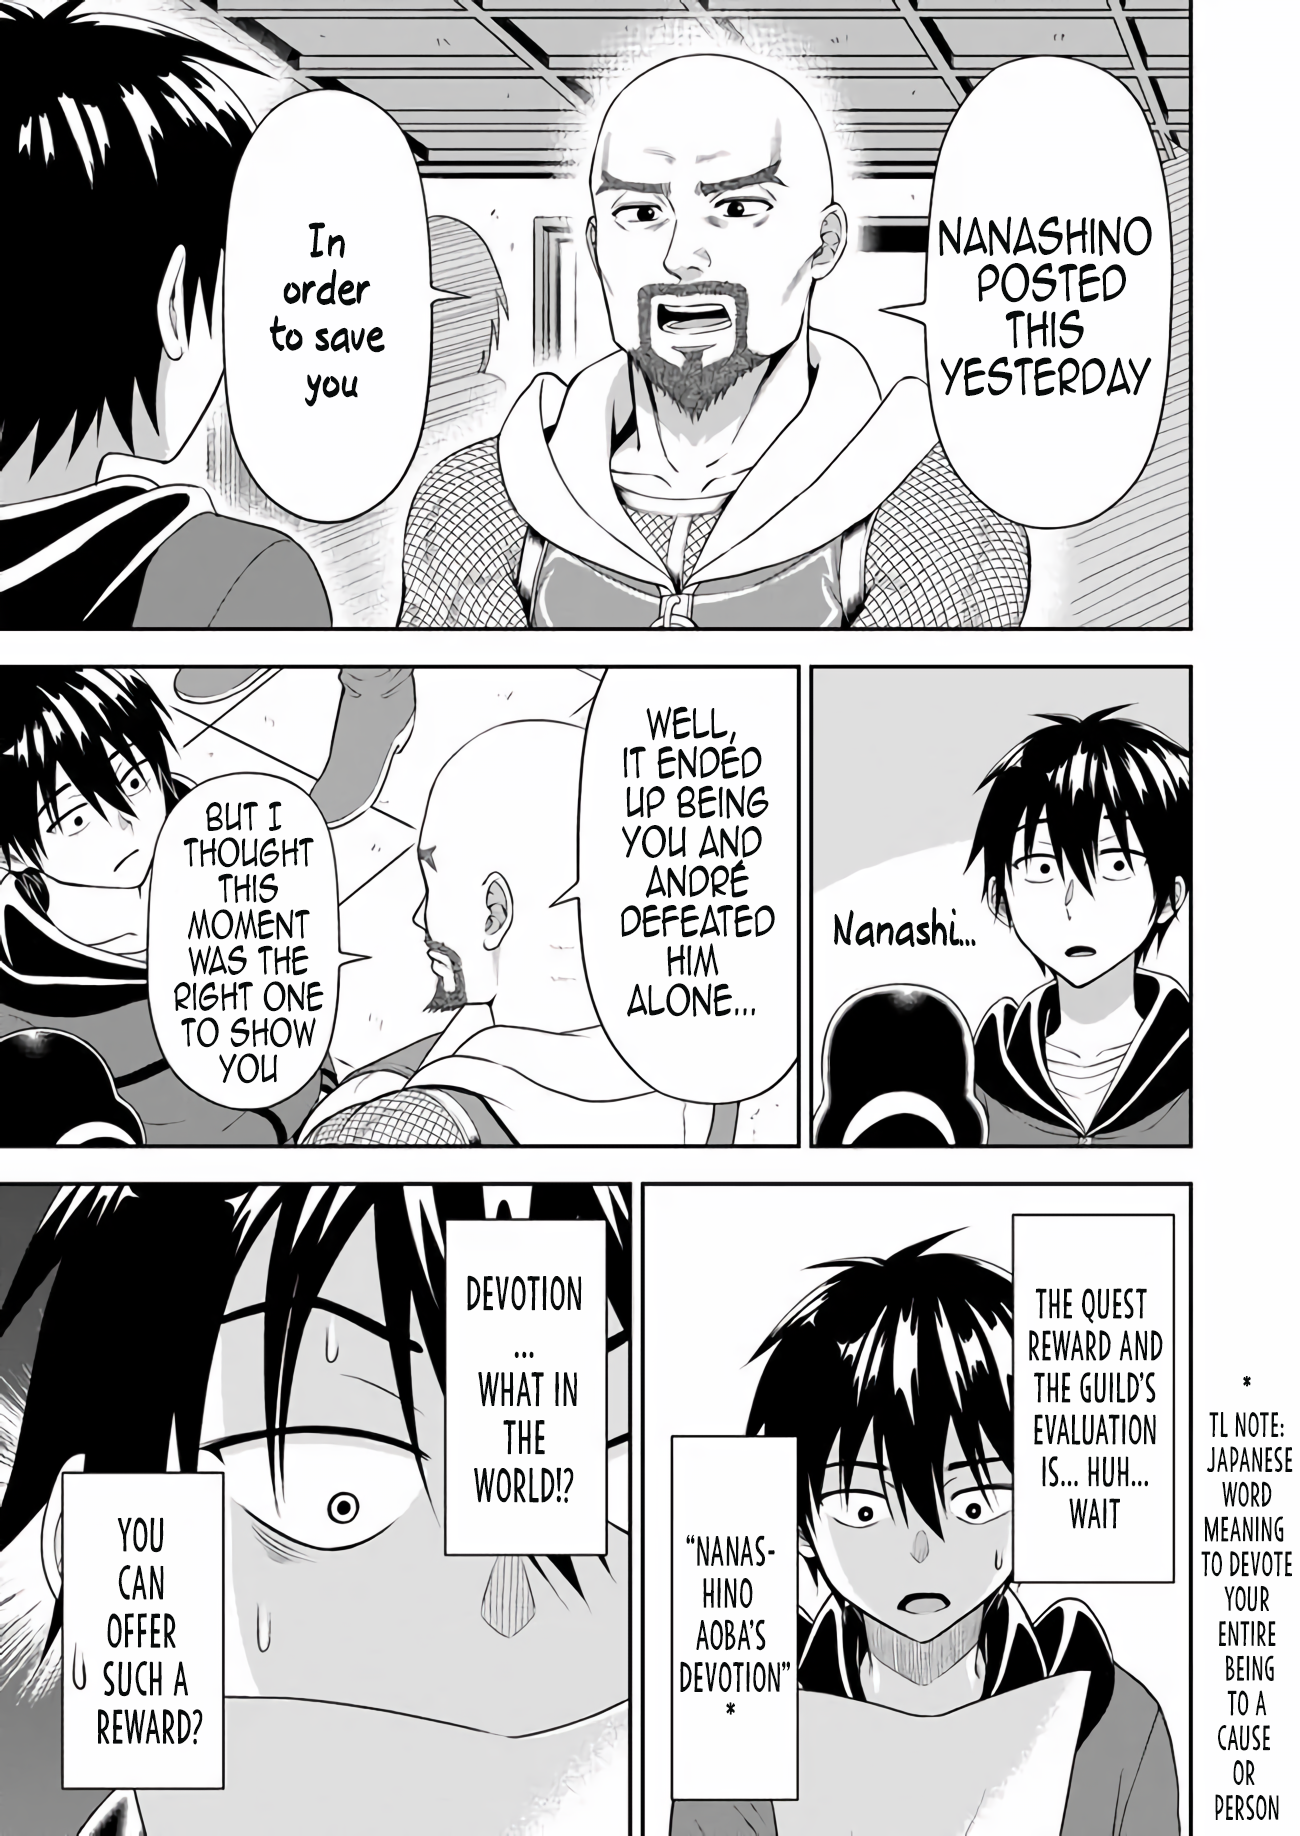 NANASHINO
POSTED
THIS
YESTERDAY
In
order
to save
you
Nanashi...
WELL,
IT ENDED
UP BEING
YOU AND
ANDRÉ
DEFEATED
HIM
ALONE...
BUT I
THOUGHT
THIS
MOMENT
WAS THE
RIGHT ONE
TO SHOW
YOU
THE QUEST
REWARD AND
THE GUILD'S
EVALUATION
IS... HUH...
WAIT
"NANAS-
HINO
AOBA'S
DEVOTION"
*
DEVOTION
...
WHAT IN
THE
WORLD!?
YOU
CAN
OFFER
SUCH A
REWARD?
*
TL NOTE:
JAPANESE
WORD
MEANING
TO DEVOTE
YOUR
ENTIRE
BEING
TO A
CAUSE
OR
PERSON